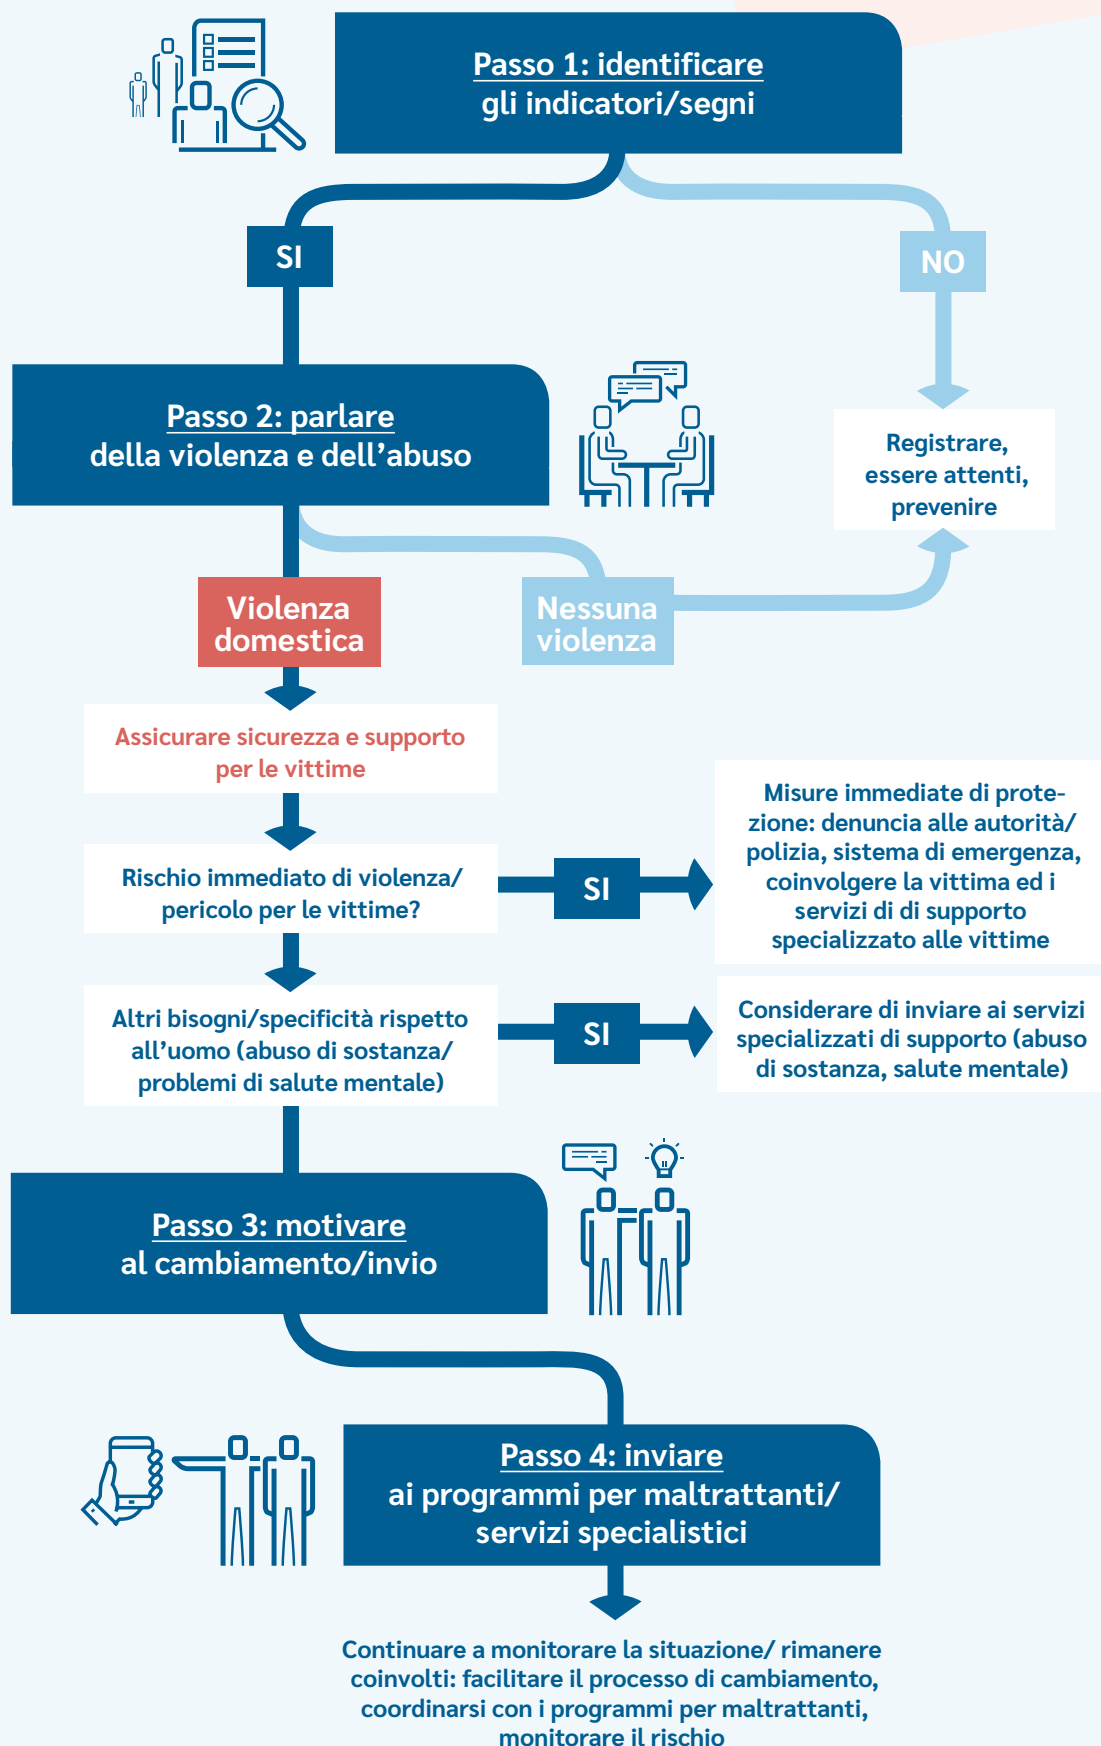 Passo 1: identificare
gli indicatori/segni
SI
NO
Passo 2: parlare
della violenza e dell’abuso
Registrare,
essere attenti,
prevenire
Violenza
domestica
Nessuna
violenza
Assicurare sicurezza e supporto
per le vittime
Rischio immediato di violenza/
pericolo per le vittime?
SI
Misure immediate di prote-
zione: denuncia alle autorità/
polizia, sistema di emergenza,
coinvolgere la vittima ed i
servizi di di supporto
specializzato alle vittime
Altri bisogni/specificità rispetto
all’uomo (abuso di sostanza/
problemi di salute mentale)
SI
Considerare di inviare ai servizi
specializzati di supporto (abuso
di sostanza, salute mentale)
Passo 3: motivare
al cambiamento/invio
Passo 4: inviare
ai programmi per maltrattanti/
servizi specialistici
Continuare a monitorare la situazione/ rimanere
coinvolti: facilitare il processo di cambiamento,
coordinarsi con i programmi per maltrattanti,
monitorare il rischio